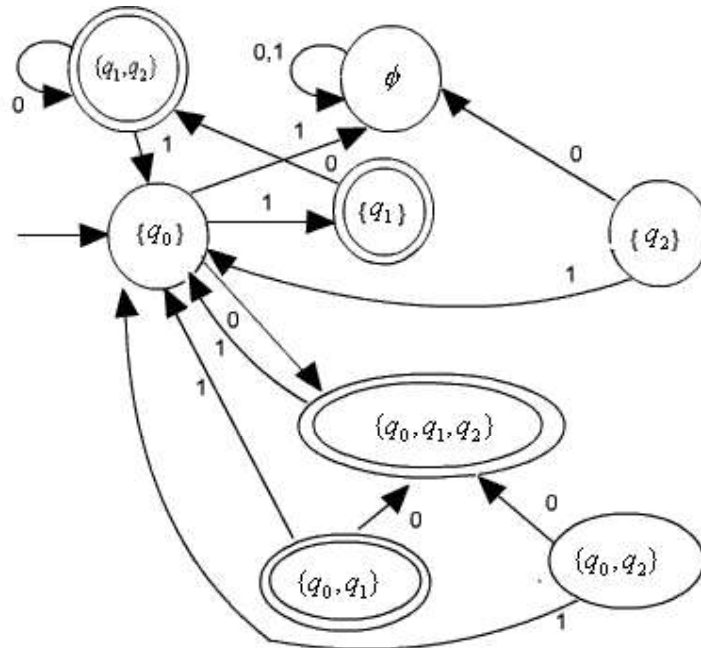 0,1
{q₁,q₂}
ϕ
0
1
1
0
0
1
{q₀}
{q₁}
{q₂}
1
0
1
1
{q₀,q₁,q₂}
0
0
{q₀,q₁}
{q₀,q₂}
1